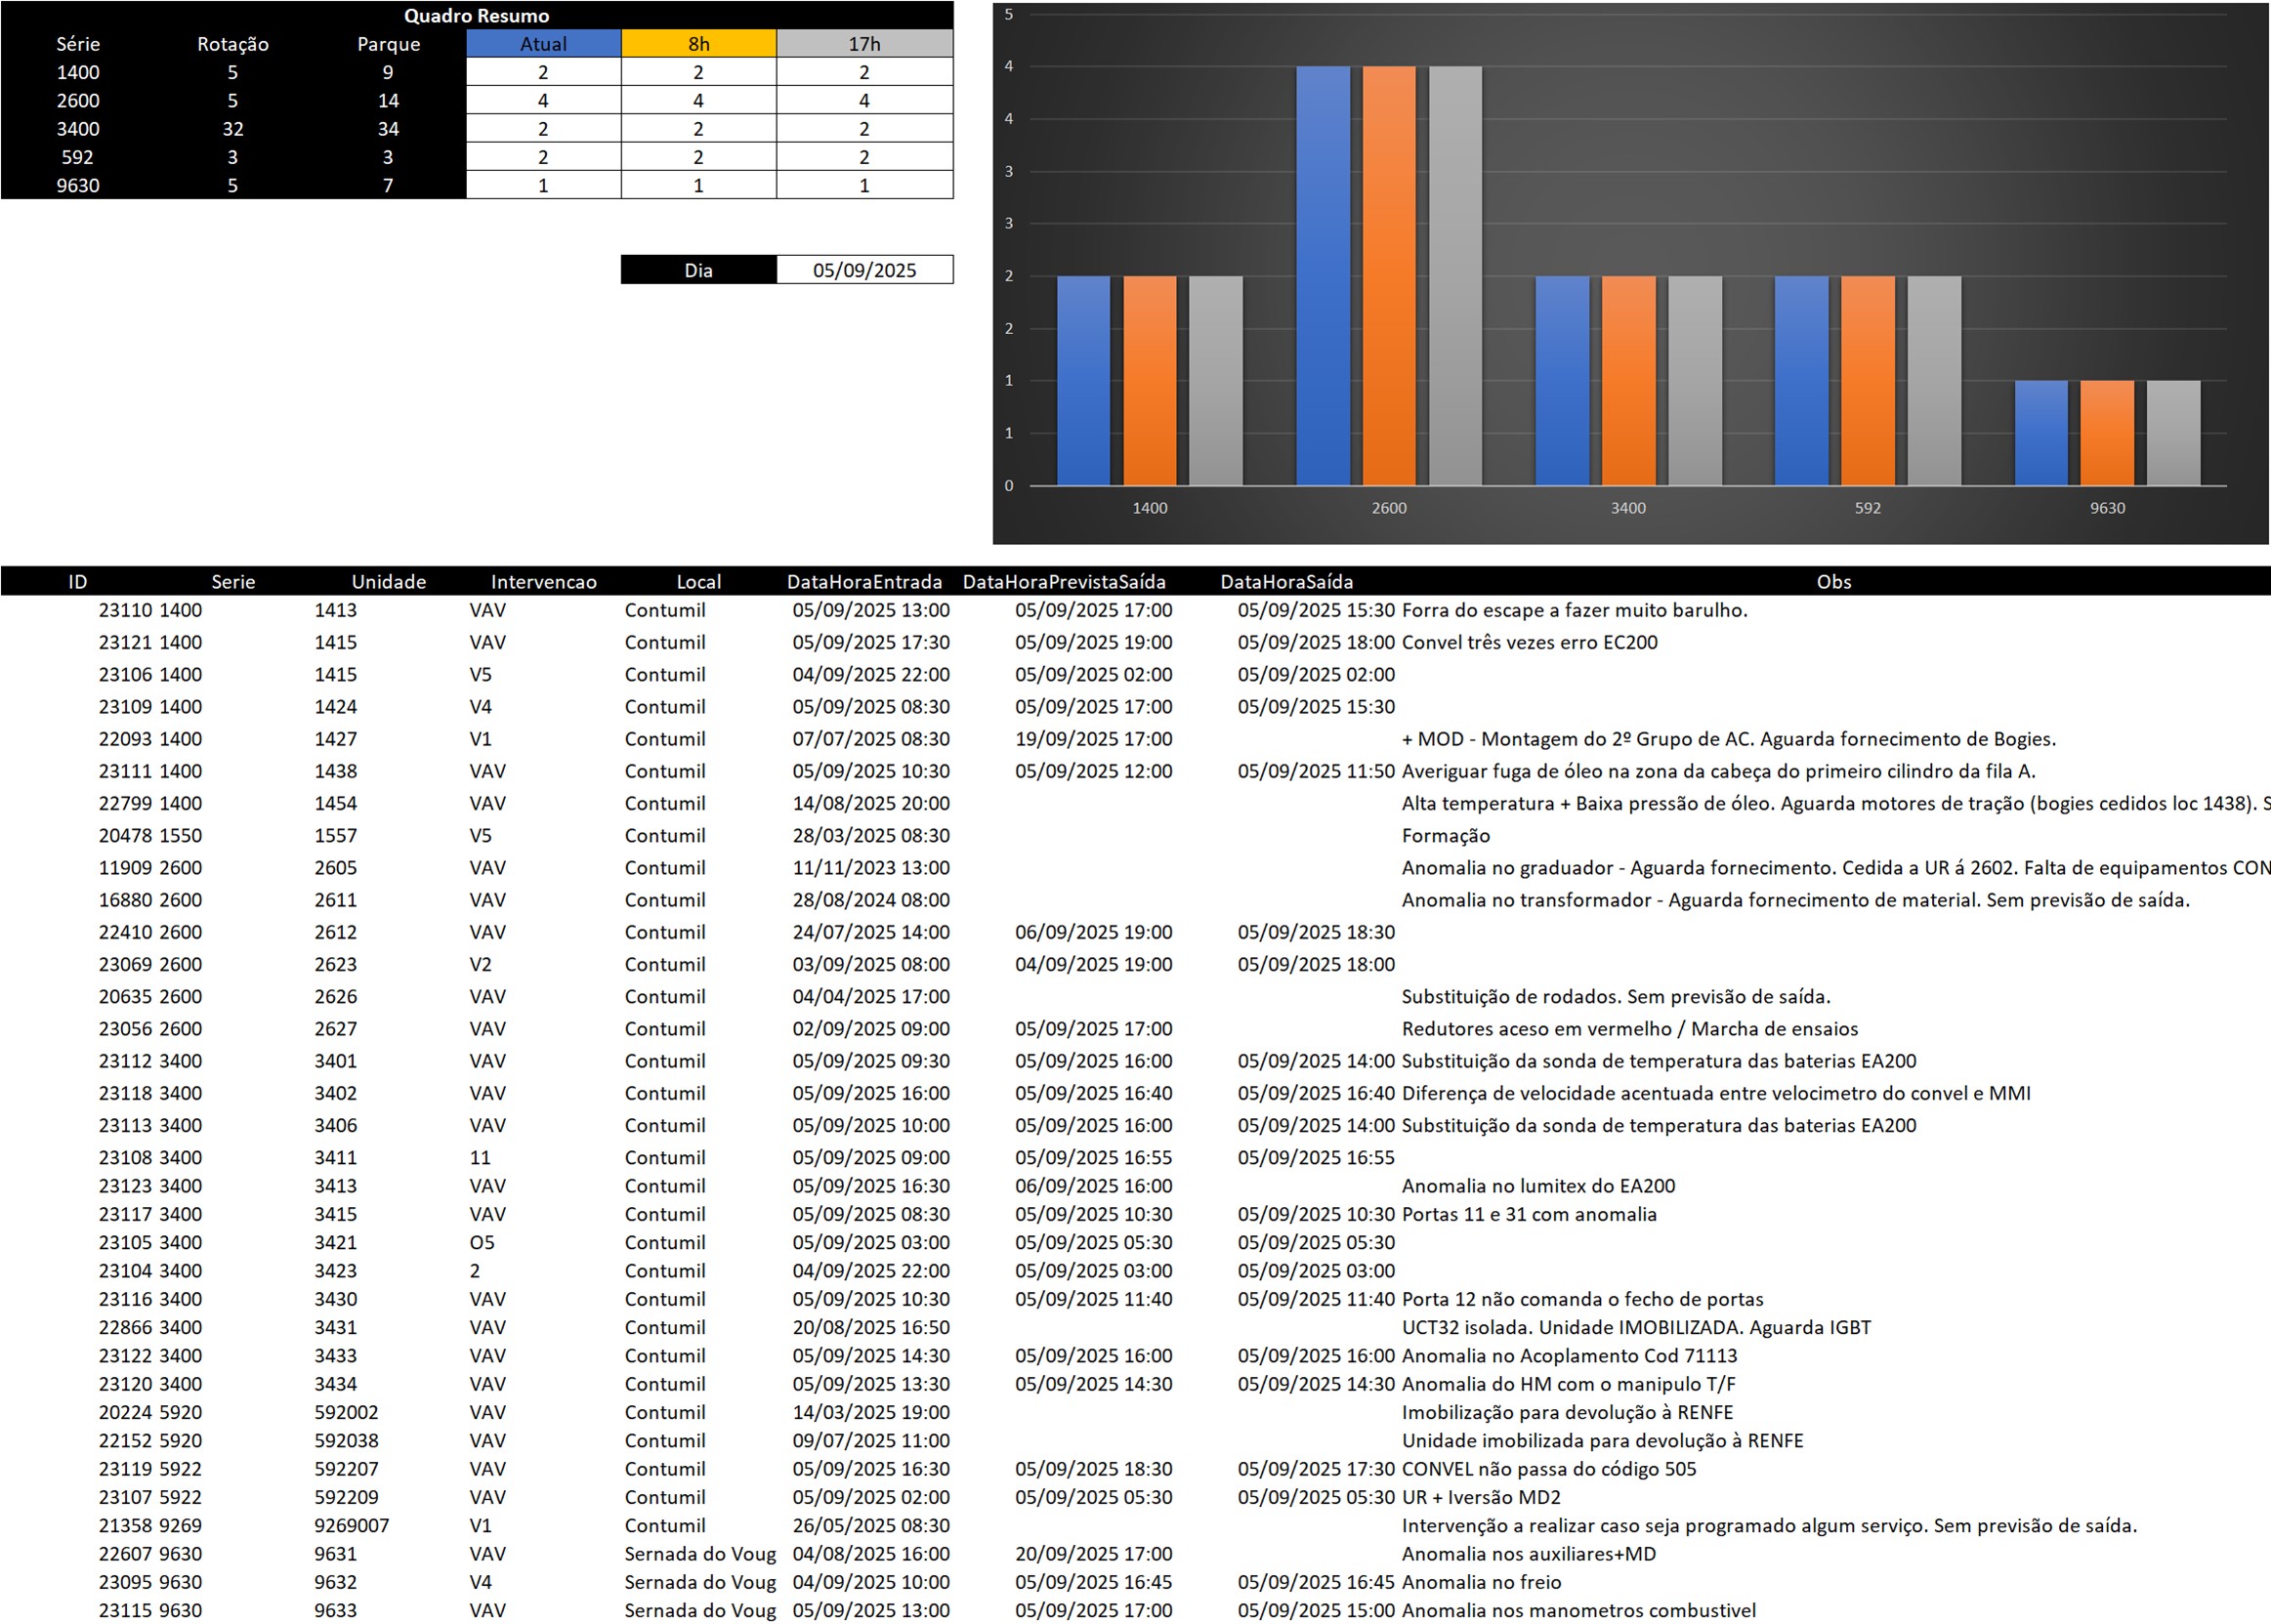 Quadro Resumo
Série Rotação Parque Atual 8h 17h
1400 5 9 2 2 2
2600 5 14 4 4 4
3400 32 34 2 2 2
592 3 3 2 2 2
9630 5 7 1 1 1
Dia 05/09/2025
5
4
4
3
3
2
2
1
1
0
1400 2600 3400 592 9630
ID Serie Unidade Intervencao Local DataHoraEntrada DataHoraPrevistaSaída DataHoraSaída Obs
23110 1400 1413 VAV Contumil 05/09/2025 13:00 05/09/2025 17:00 05/09/2025 15:30 Forra do escape a fazer muito barulho.
23121 1400 1415 VAV Contumil 05/09/2025 17:30 05/09/2025 19:00 05/09/2025 18:00 Convel três vezes erro EC200
23106 1400 1415 V5 Contumil 04/09/2025 22:00 05/09/2025 02:00 05/09/2025 02:00
23109 1400 1424 V4 Contumil 05/09/2025 08:30 05/09/2025 17:00 05/09/2025 15:30
22093 1400 1427 V1 Contumil 07/07/2025 08:30 19/09/2025 17:00 + MOD - Montagem do 2º Grupo de AC. Aguarda fornecimento de Bogies.
23111 1400 1438 VAV Contumil 05/09/2025 10:30 05/09/2025 12:00 05/09/2025 11:50 Averiguar fuga de óleo na zona da cabeça do primeiro cilindro da fila A.
22799 1400 1454 VAV Contumil 14/08/2025 20:00 Alta temperatura + Baixa pressão de óleo. Aguarda motores de tração (bogies cedidos loc 1438). S
20478 1550 1557 V5 Contumil 28/03/2025 08:30 Formação
11909 2600 2605 VAV Contumil 11/11/2023 13:00 Anomalia no graduador - Aguarda fornecimento. Cedida a UR á 2602. Falta de equipamentos CON
16880 2600 2611 VAV Contumil 28/08/2024 08:00 Anomalia no transformador - Aguarda fornecimento de material. Sem previsão de saída.
22410 2600 2612 VAV Contumil 24/07/2025 14:00 06/09/2025 19:00 05/09/2025 18:30
23069 2600 2623 V2 Contumil 03/09/2025 08:00 04/09/2025 19:00 05/09/2025 18:00
20635 2600 2626 VAV Contumil 04/04/2025 17:00 Substituição de rodados. Sem previsão de saída.
23056 2600 2627 VAV Contumil 02/09/2025 09:00 05/09/2025 17:00 Redutores aceso em vermelho / Marcha de ensaios
23112 3400 3401 VAV Contumil 05/09/2025 09:30 05/09/2025 16:00 05/09/2025 14:00 Substituição da sonda de temperatura das baterias EA200
23118 3400 3402 VAV Contumil 05/09/2025 16:00 05/09/2025 16:40 05/09/2025 16:40 Diferença de velocidade acentuada entre velocimetro do convel e MMI
23113 3400 3406 VAV Contumil 05/09/2025 10:00 05/09/2025 16:00 05/09/2025 14:00 Substituição da sonda de temperatura das baterias EA200
23108 3400 3411 11 Contumil 05/09/2025 09:00 05/09/2025 16:55 05/09/2025 16:55
23123 3400 3413 VAV Contumil 05/09/2025 16:30 06/09/2025 16:00 Anomalia no lumitex do EA200
23117 3400 3415 VAV Contumil 05/09/2025 08:30 05/09/2025 10:30 05/09/2025 10:30 Portas 11 e 31 com anomalia
23105 3400 3421 O5 Contumil 05/09/2025 03:00 05/09/2025 05:30 05/09/2025 05:30
23104 3400 3423 2 Contumil 04/09/2025 22:00 05/09/2025 03:00 05/09/2025 03:00
23116 3400 3430 VAV Contumil 05/09/2025 10:30 05/09/2025 11:40 05/09/2025 11:40 Porta 12 não comanda o fecho de portas
22866 3400 3431 VAV Contumil 20/08/2025 16:50 UCT32 isolada. Unidade IMOBILIZADA. Aguarda IGBT
23122 3400 3433 VAV Contumil 05/09/2025 14:30 05/09/2025 16:00 05/09/2025 16:00 Anomalia no Acoplamento Cod 71113
23120 3400 3434 VAV Contumil 05/09/2025 13:30 05/09/2025 14:30 05/09/2025 14:30 Anomalia do HM com o manipulo T/F
20224 5920 592002 VAV Contumil 14/03/2025 19:00 Imobilização para devolução à RENFE
22152 5920 592038 VAV Contumil 09/07/2025 11:00 Unidade imobilizada para devolução à RENFE
23119 5922 592207 VAV Contumil 05/09/2025 16:30 05/09/2025 18:30 05/09/2025 17:30 CONVEL não passa do código 505
23107 5922 592209 VAV Contumil 05/09/2025 02:00 05/09/2025 05:30 05/09/2025 05:30 UR + Iversão MD2
21358 9269 9269007 V1 Contumil 26/05/2025 08:30 Intervenção a realizar caso seja programado algum serviço. Sem previsão de saída.
22607 9630 9631 VAV Sernada do Voug 04/08/2025 16:00 20/09/2025 17:00 Anomalia nos auxiliares+MD
23095 9630 9632 V4 Sernada do Voug 04/09/2025 10:00 05/09/2025 16:45 05/09/2025 16:45 Anomalia no freio
23115 9630 9633 VAV Sernada do Voug 05/09/2025 13:00 05/09/2025 17:00 05/09/2025 15:00 Anomalia nos manometros combustivel